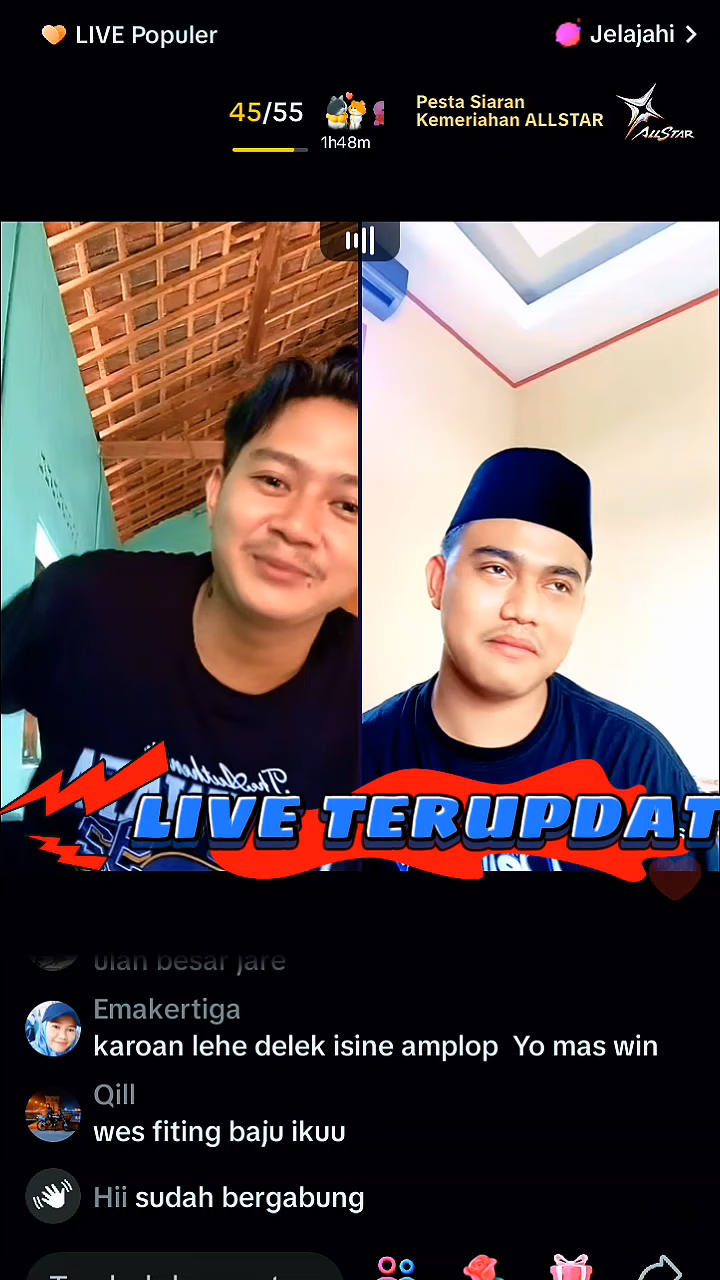 LIVE Populer
Jelajahi
45/55
1h48m
Pesta Siaran
Kemeriahan ALLSTAR
ALLSTAR
LIVE TERUPDAT
ulah besar jare
Emakertiga
karoan lehe delek isine amplop Yo mas win
Qill
wes fiting baju ikuu
Hii sudah bergabung